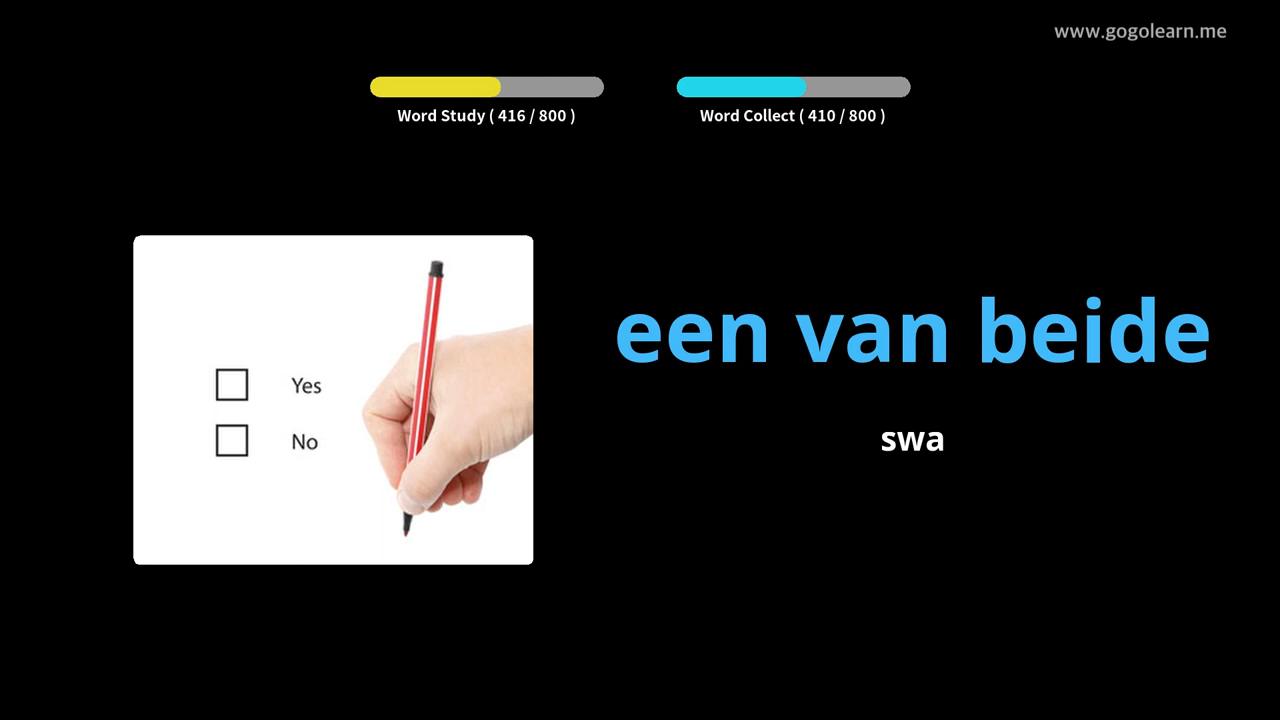 www.gogolearn.me
Word Study ( 416 / 800 )
Word Collect ( 410 / 800 )
Yes
No
een van beide
swa